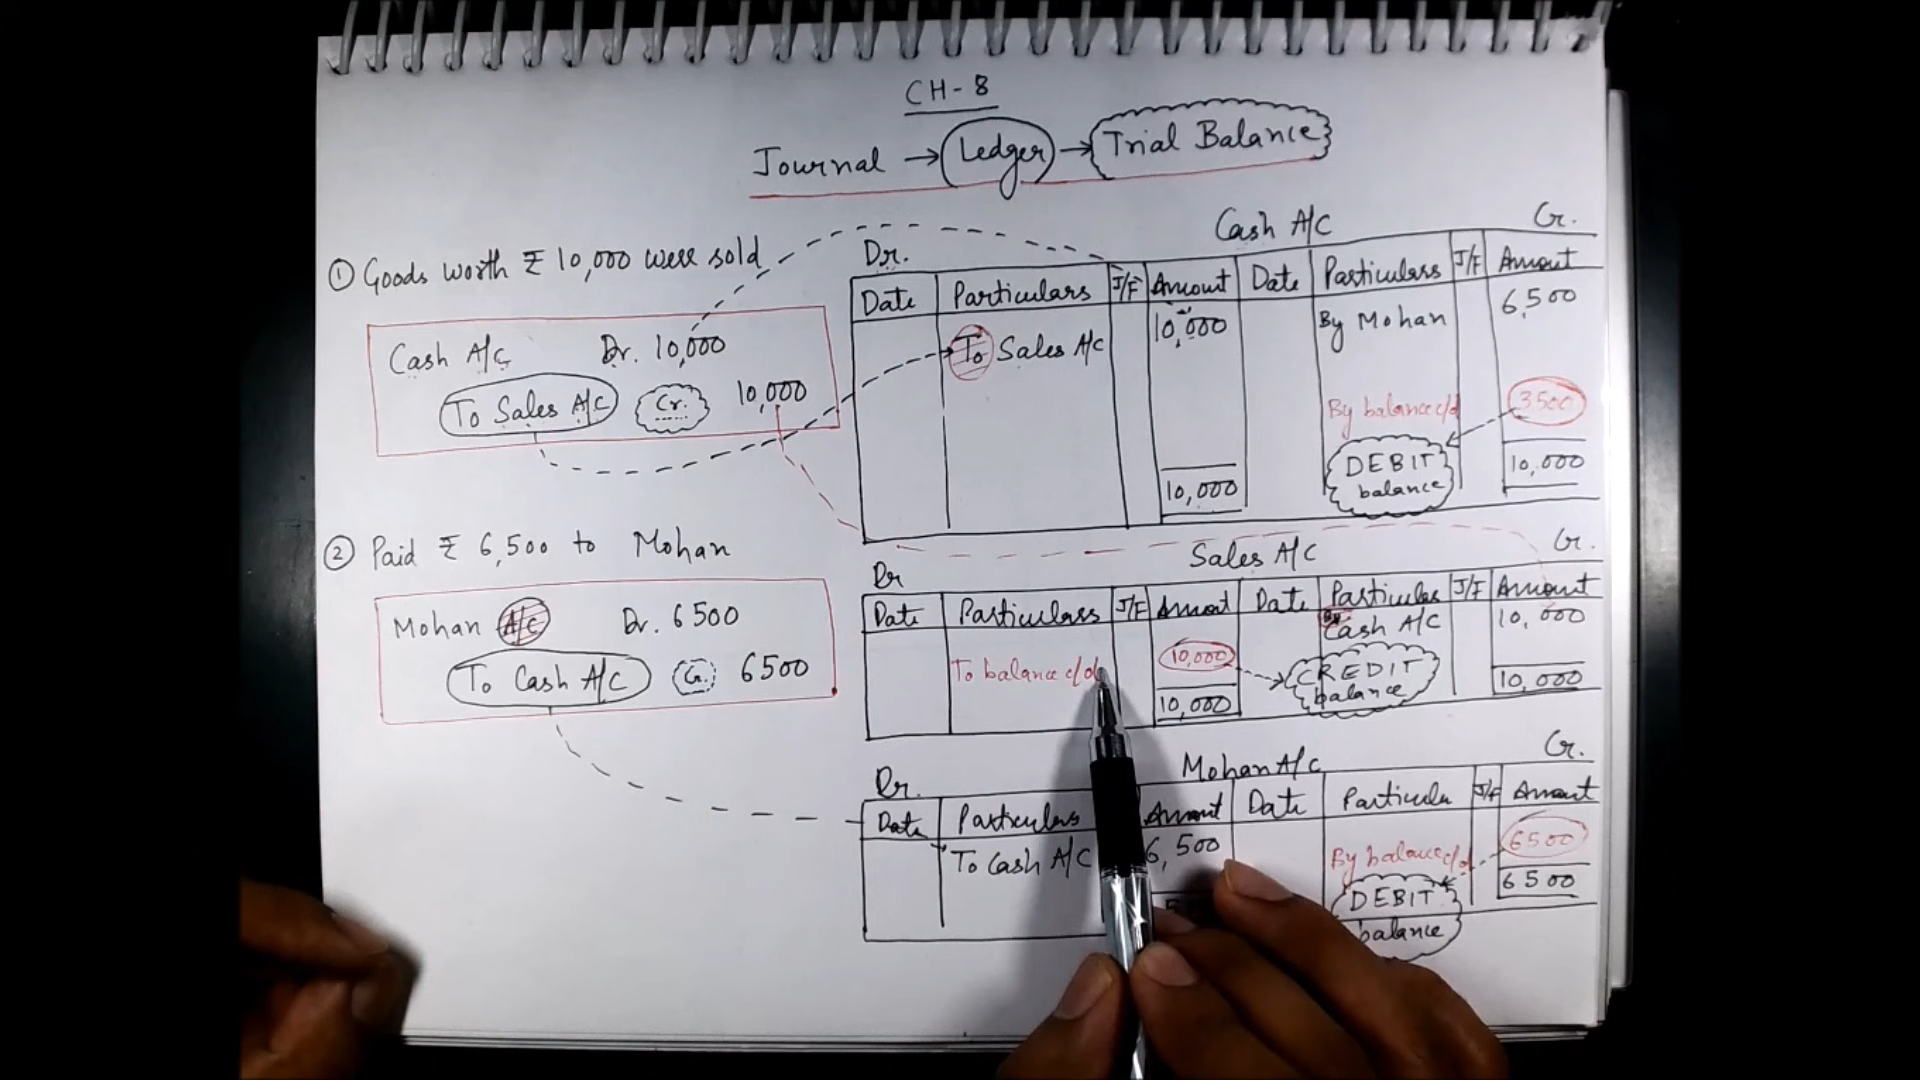 CH-8
Journal → Ledger → Trial Balance
① Goods worth ₹ 10,000 were sold
Cash A/C Dr. 10,000
To Sales A/C Cr. 10,000
② Paid ₹ 6,500 to Mohan
Mohan A/C Dr. 6500
To Cash A/C Cr. 6500
Cash A/C
Dr. Cr.
Date Particulars J/F Amount Date Particulars J/F Amount
To Sales A/C 10,000 By Mohan 6,500
By balance c/d 3500
DEBIT
balance
10,000 10,000
Sales A/C
Dr Cr.
Date Particulars J/F Amount Date Particulars J/F Amount
By Cash A/C 10,000
To balance c/d 10,000 CREDIT
balance
10,000 10,000
Mohan A/c
Dr. Cr.
Date Particulars Amount Date Particula J/F Amount
To Cash A/C 6,500 By balance c/d 6500
DEBIT
balance
6500